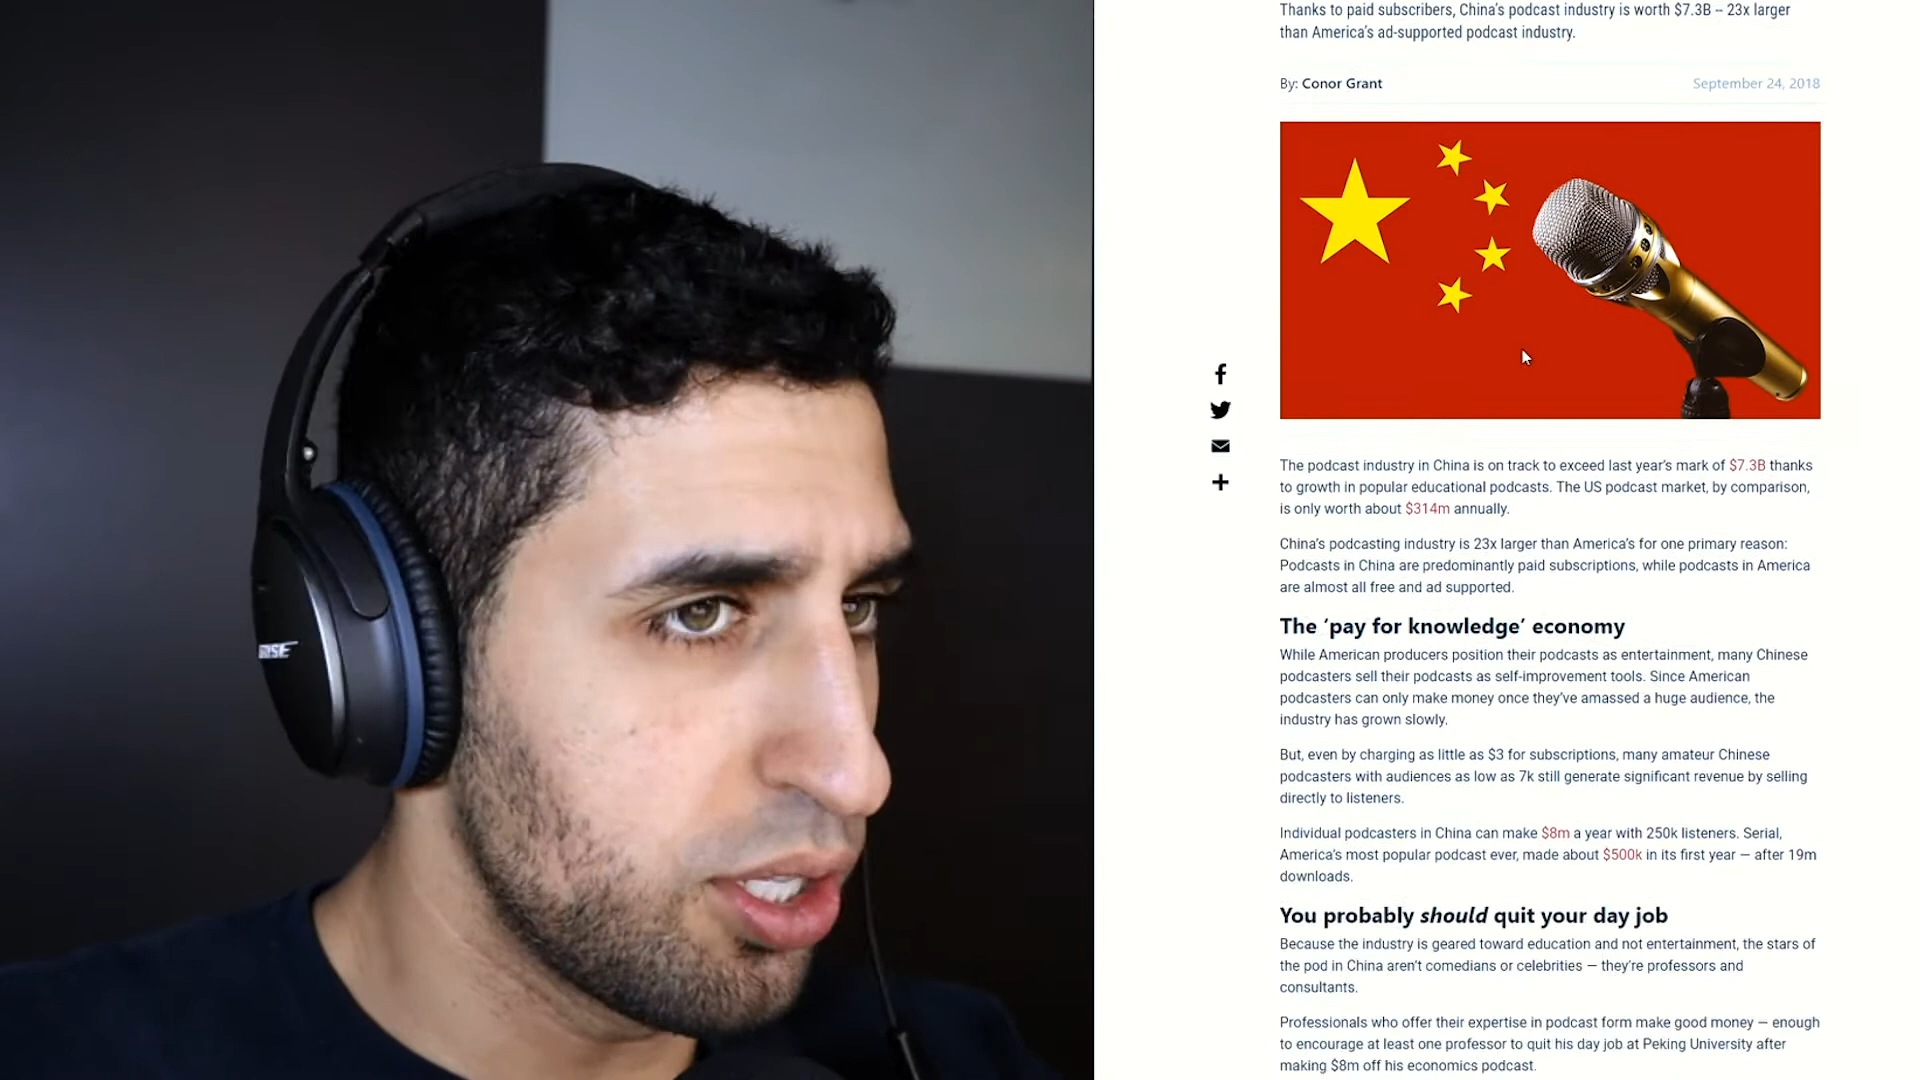 Thanks to paid subscribers, China's podcast industry is worth $7.3B – 23x larger
than America's ad-supported podcast industry.
By: Conor Grant
September 24, 2018
The podcast industry in China is on track to exceed last year's mark of $7.3B thanks
to growth in popular educational podcasts. The US podcast market, by comparison,
is only worth about $314m annually.
China's podcasting industry is 23x larger than America's for one primary reason:
Podcasts in China are predominantly paid subscriptions, while podcasts in America
are almost all free and ad supported.
The ‘pay for knowledge’ economy
While American producers position their podcasts as entertainment, many Chinese
podcasters sell their podcasts as self-improvement tools. Since American
podcasters can only make money once they've amassed a huge audience, the
industry has grown slowly.
But, even by charging as little as $3 for subscriptions, many amateur Chinese
podcasters with audiences as low as 7k still generate significant revenue by selling
directly to listeners.
Individual podcasters in China can make $8m a year with 250k listeners. Serial,
America's most popular podcast ever, made about $500k in its first year — after 19m
downloads.
You probably should quit your day job
Because the industry is geared toward education and not entertainment, the stars of
the pod in China aren't comedians or celebrities — they're professors and
consultants.
Professionals who offer their expertise in podcast form make good money — enough
to encourage at least one professor to quit his day job at Peking University after
making $8m off his economics podcast.
BOSE